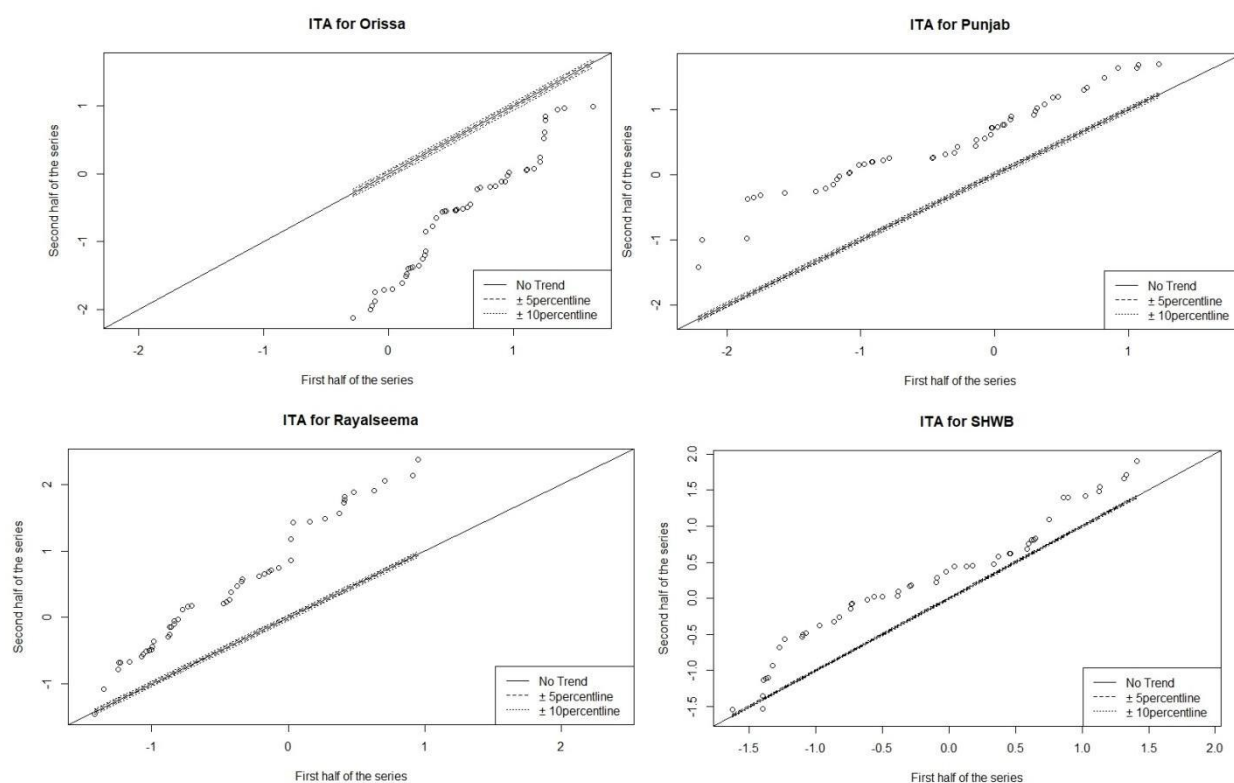 ITA for Orissa
Second half of the series
1
0
-1
-2
No Trend
± 5percentline
± 10percentline
-2
-1
0
1
First half of the series
ITA for Punjab
Second half of the series
1
0
-1
-2
No Trend
± 5percentline
± 10percentline
-2
-1
0
1
First half of the series
ITA for Rayalseema
Second half of the series
2
1
0
-1
No Trend
± 5percentline
± 10percentline
-1
0
1
2
First half of the series
ITA for SHWB
Second half of the series
2.0
1.5
1.0
0.5
0.0
-0.5
-1.0
-1.5
No Trend
± 5percentline
± 10percentline
-1.5
-1.0
-0.5
0.0
0.5
1.0
1.5
2.0
First half of the series